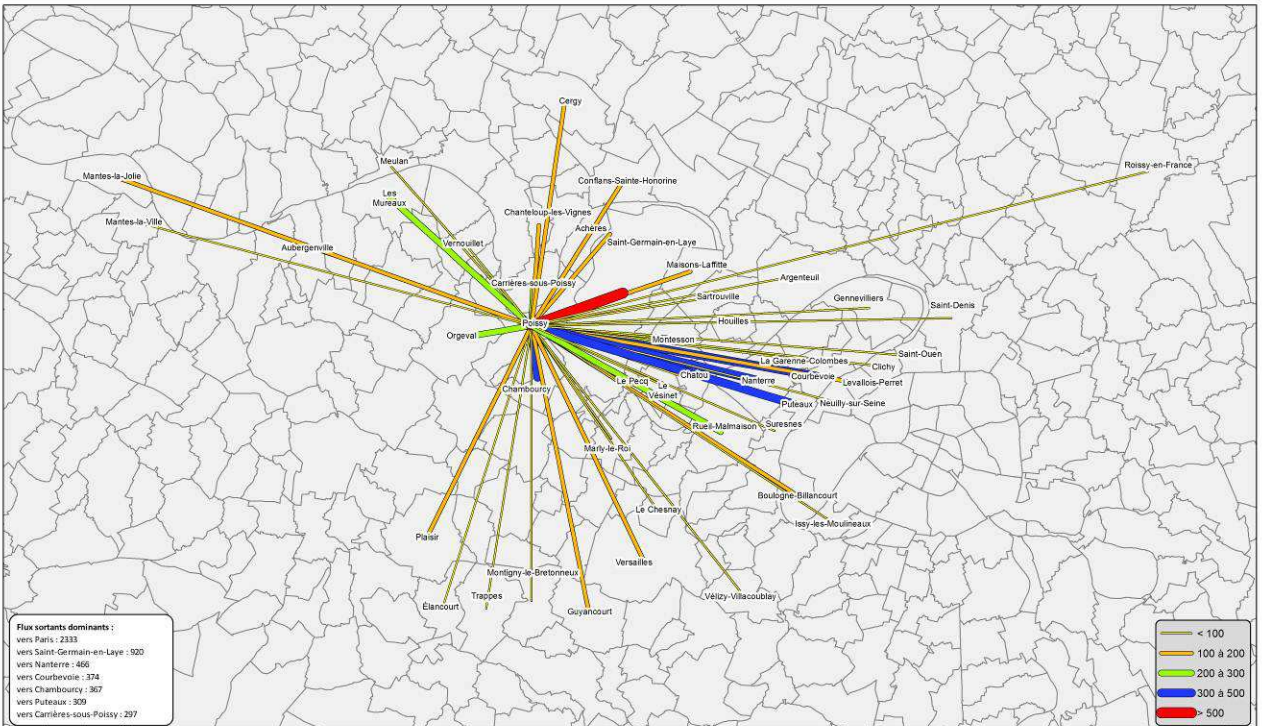 Cergy
Meulan
Roissy-en-France
Mantes-la-Jolie
Conflans-Sainte-Honorine
Les
Mureaux
Chanteloup-les-Vignes
Mantes-la-Ville
Achères
Vernouillet
Saint-Germain-en-Laye
Aubergenville
Maisons-Laffitte
Argenteuil
Carrières-sous-Poissy
Sartrouville
Gennevilliers
Saint-Denis
Poissy
Houilles
Orgeval
Montesson
Saint-Ouen
La Garenne-Colombes
Clichy
Chatou
Courbevoie
Le Pecq
Nanterre
Levallois-Perret
Chambourcy
Le
Vésinet
Puteaux
Neuilly-sur-Seine
Rueil-Malmaison
Suresnes
Marly-le-Roi
Boulogne-Billancourt
Le Chesnay
Issy-les-Moulineaux
Plaisir
Versailles
Montigny-le-Bretonneux
Trappes
Vélizy-Villacoublay
Élancourt
Guyancourt
Flux sortants dominants :
vers Paris : 2333
vers Saint-Germain-en-Laye : 920
vers Nanterre : 466
vers Courbevoie : 374
vers Chambourcy : 367
vers Puteaux : 309
vers Carrières-sous-Poissy : 297
< 100
100 à 200
200 à 300
300 à 500
> 500